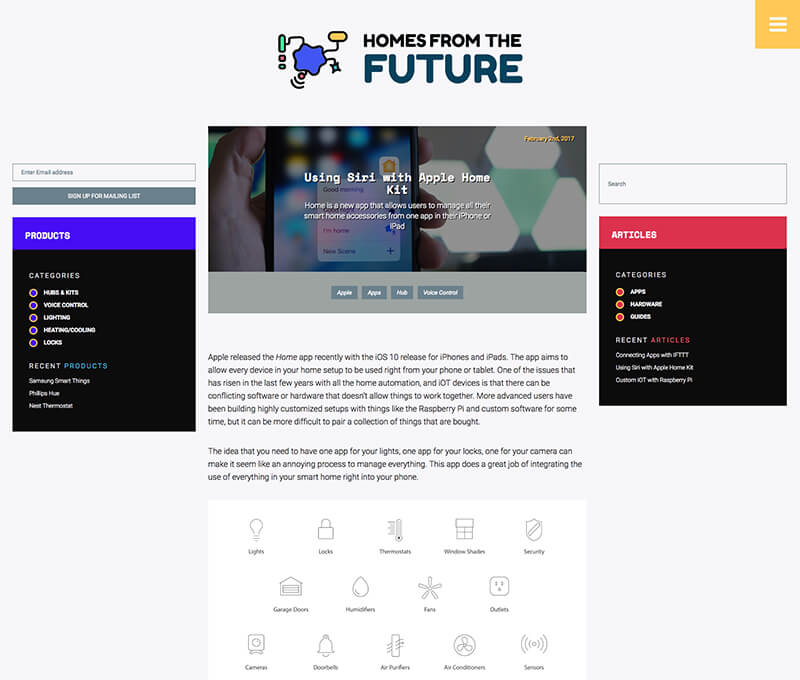 HOMES FROM THE
FUTURE
Enter Email address
SIGN UP FOR MAILING LIST
PRODUCTS
CATEGORIES
HUBS & KITS
VOICE CONTROL
LIGHTING
HEATING/COOLING
LOCKS
RECENT PRODUCTS
Samsung Smart Things
Phillips Hue
Nest Thermostat
February 2nd, 2017
Using Siri with Apple Home
Kit
Home is a new app that allows users to manage all their
smart home accessories from one app in their iPhone or
iPad
Good morning
I'm home
New Scene
Apple
Apps
Hub
Voice Control
Apple released the Home app recently with the iOS 10 release for iPhones and iPads. The app aims to
allow every device in your home setup to be used right from your phone or tablet. One of the issues that
has risen in the last few years with all the home automation, and iOT devices is that there can be
conflicting software or hardware that doesn't allow things to work together. More advanced users have
been building highly customized setups with things like the Raspberry Pi and custom software for some
time, but it can be more difficult to pair a collection of things that are bought.
The idea that you need to have one app for your lights, one app for your locks, one for your camera can
make it seem like an annoying process to manage everything. This app does a great job of integrating the
use of everything in your smart home right into your phone.
Lights
Locks
Thermostats
Window Shades
Security
Garage Doors
Humidifiers
Fans
Outlets
Cameras
Doorbells
Air Purifiers
Air Conditioners
Sensors
Search
ARTICLES
CATEGORIES
APPS
HARDWARE
GUIDES
RECENT ARTICLES
Connecting Apps with IFTTT
Using Siri with Apple Home Kit
Custom iOT with Raspberry Pi